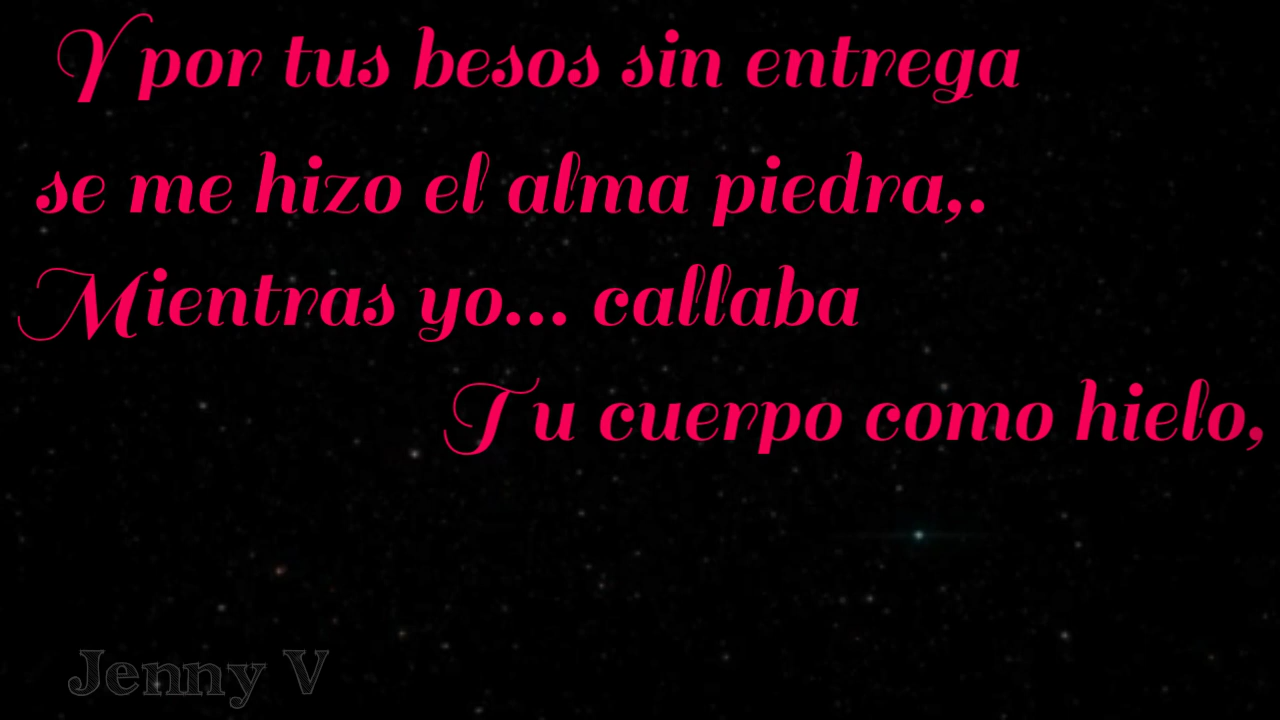 Y por tus besos sin entrega
se me hizo el alma piedra,.
Mientras yo... callaba
Tu cuerpo como hielo,
Jenny V